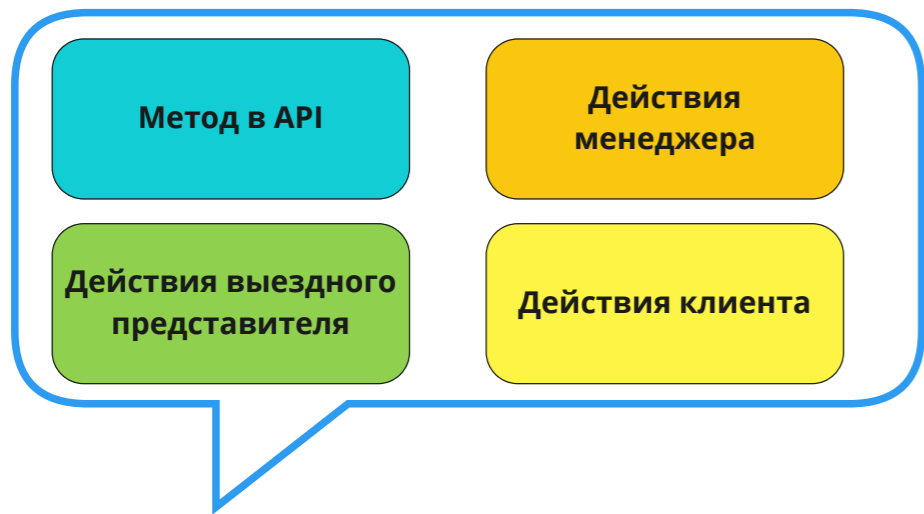 Метод в API
Действия
менеджера
Действия выездного
представителя
Действия клиента